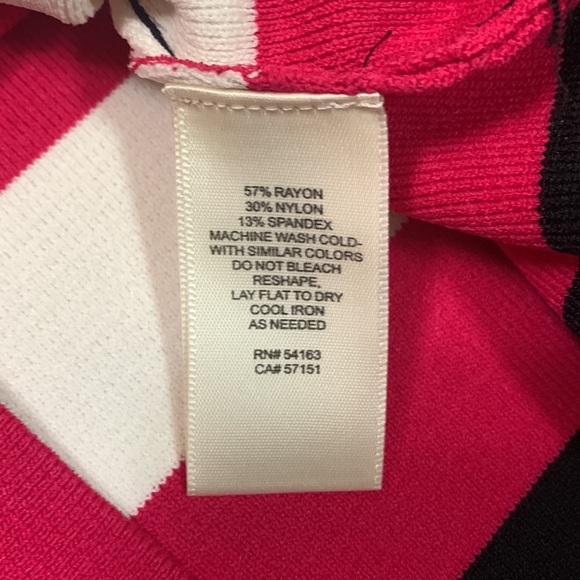 57% RAYON
30% NYLON
13% SPANDEX
MACHINE WASH COLD-
WITH SIMILAR COLORS
DO NOT BLEACH
RESHAPE,
LAY FLAT TO DRY
COOL IRON
AS NEEDED
RN# 54163
CA# 57151